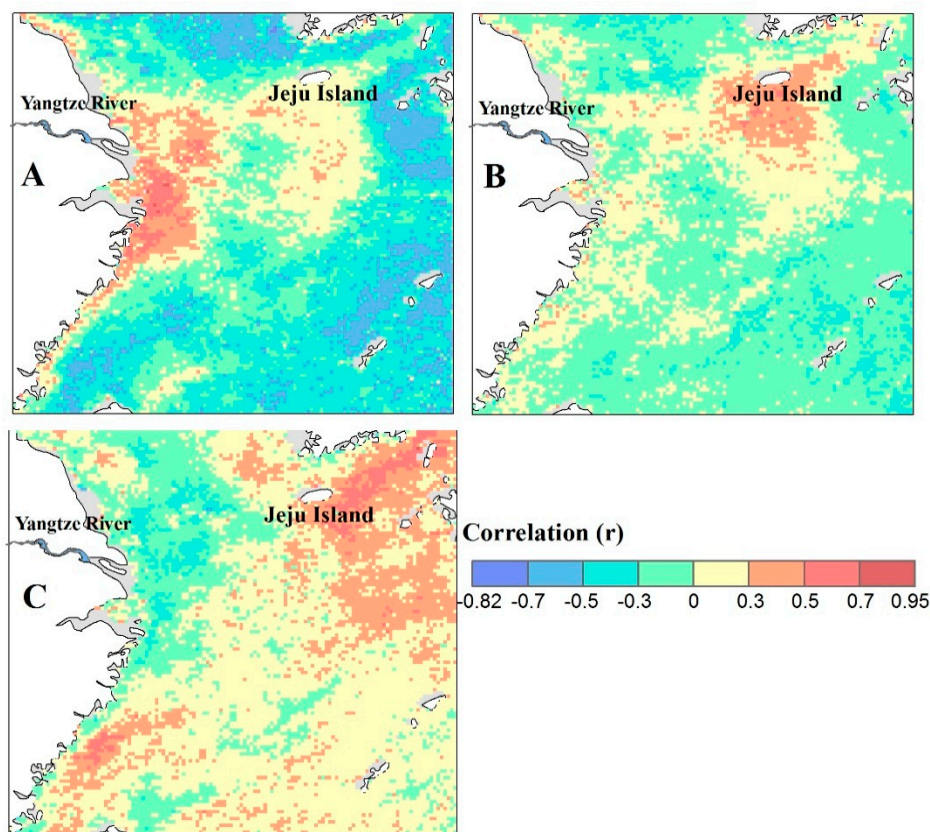 Jeju Island
Yangtze River
A
Jeju Island
Yangtze River
B
Jeju Island
Yangtze River
C
Correlation (r)
-0.82 -0.7 -0.5 -0.3 0 0.3 0.5 0.7 0.95